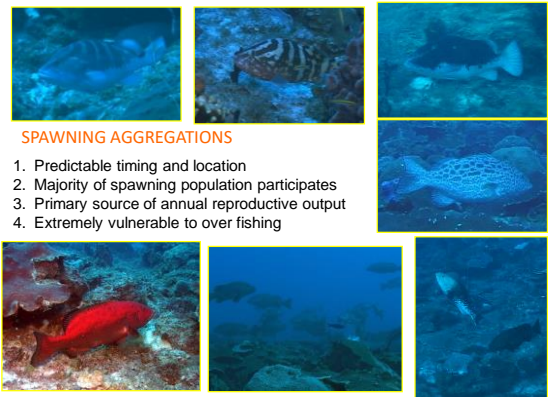 SPAWNING AGGREGATIONS
1. Predictable timing and location
2. Majority of spawning population participates
3. Primary source of annual reproductive output
4. Extremely vulnerable to over fishing